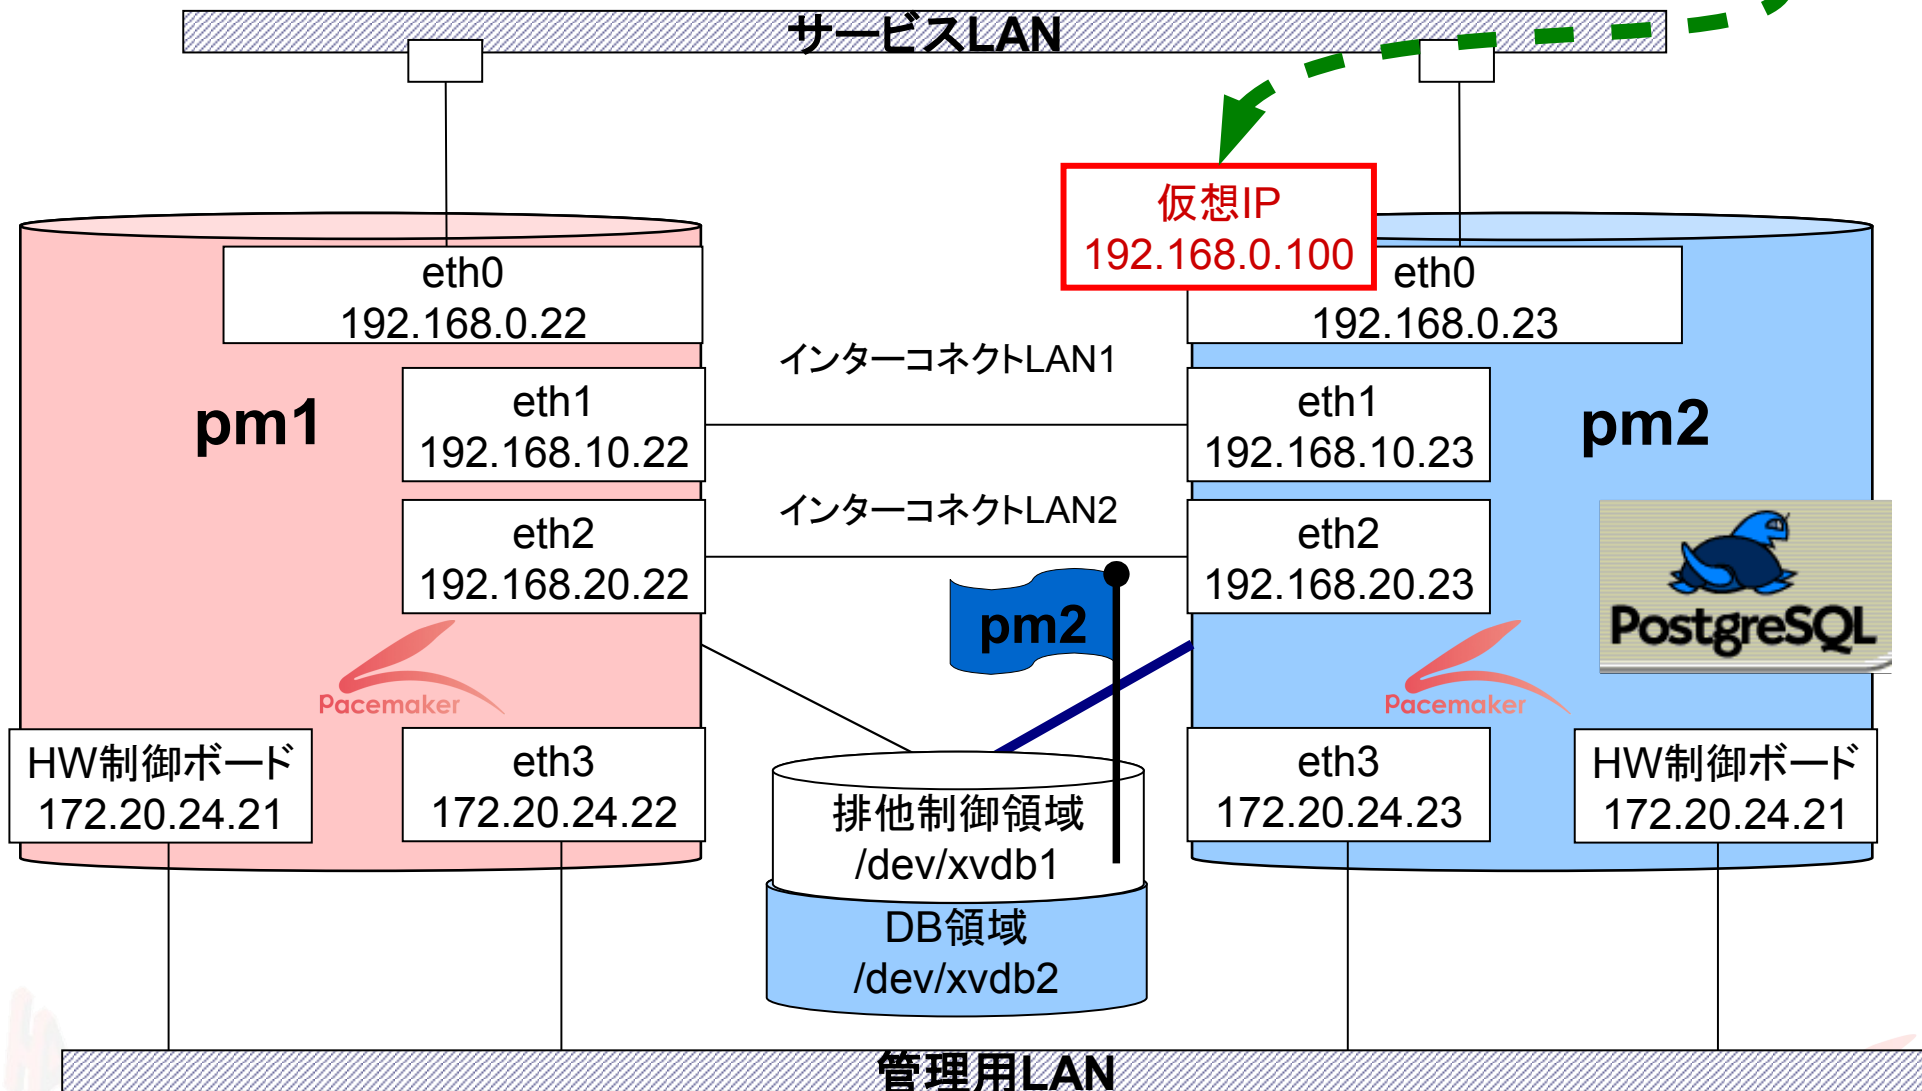 サービスLAN
仮想IP
192.168.0.100
eth0
192.168.0.22
eth0
192.168.0.23
インターコネクトLAN1
pm1
eth1
192.168.10.22
eth1
192.168.10.23
pm2
インターコネクトLAN2
eth2
192.168.20.22
eth2
192.168.20.23
pm2
PostgreSQL
Pacemaker
Pacemaker
HW制御ボード
172.20.24.21
eth3
172.20.24.22
排他制御領域
/dev/xvdb1
eth3
172.20.24.23
HW制御ボード
172.20.24.21
DB領域
/dev/xvdb2
管理用LAN